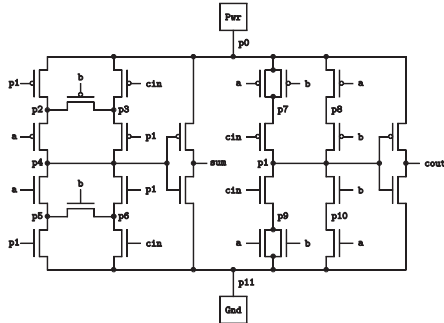 Pwr
p0
p1 cin a b a
b
p2 p3 p7 p8
a p1 cin b
p4 sum p1 cout
a p1 cin b
b
p5 p6 p9 p10
p1 cin a b a
p11
Gnd